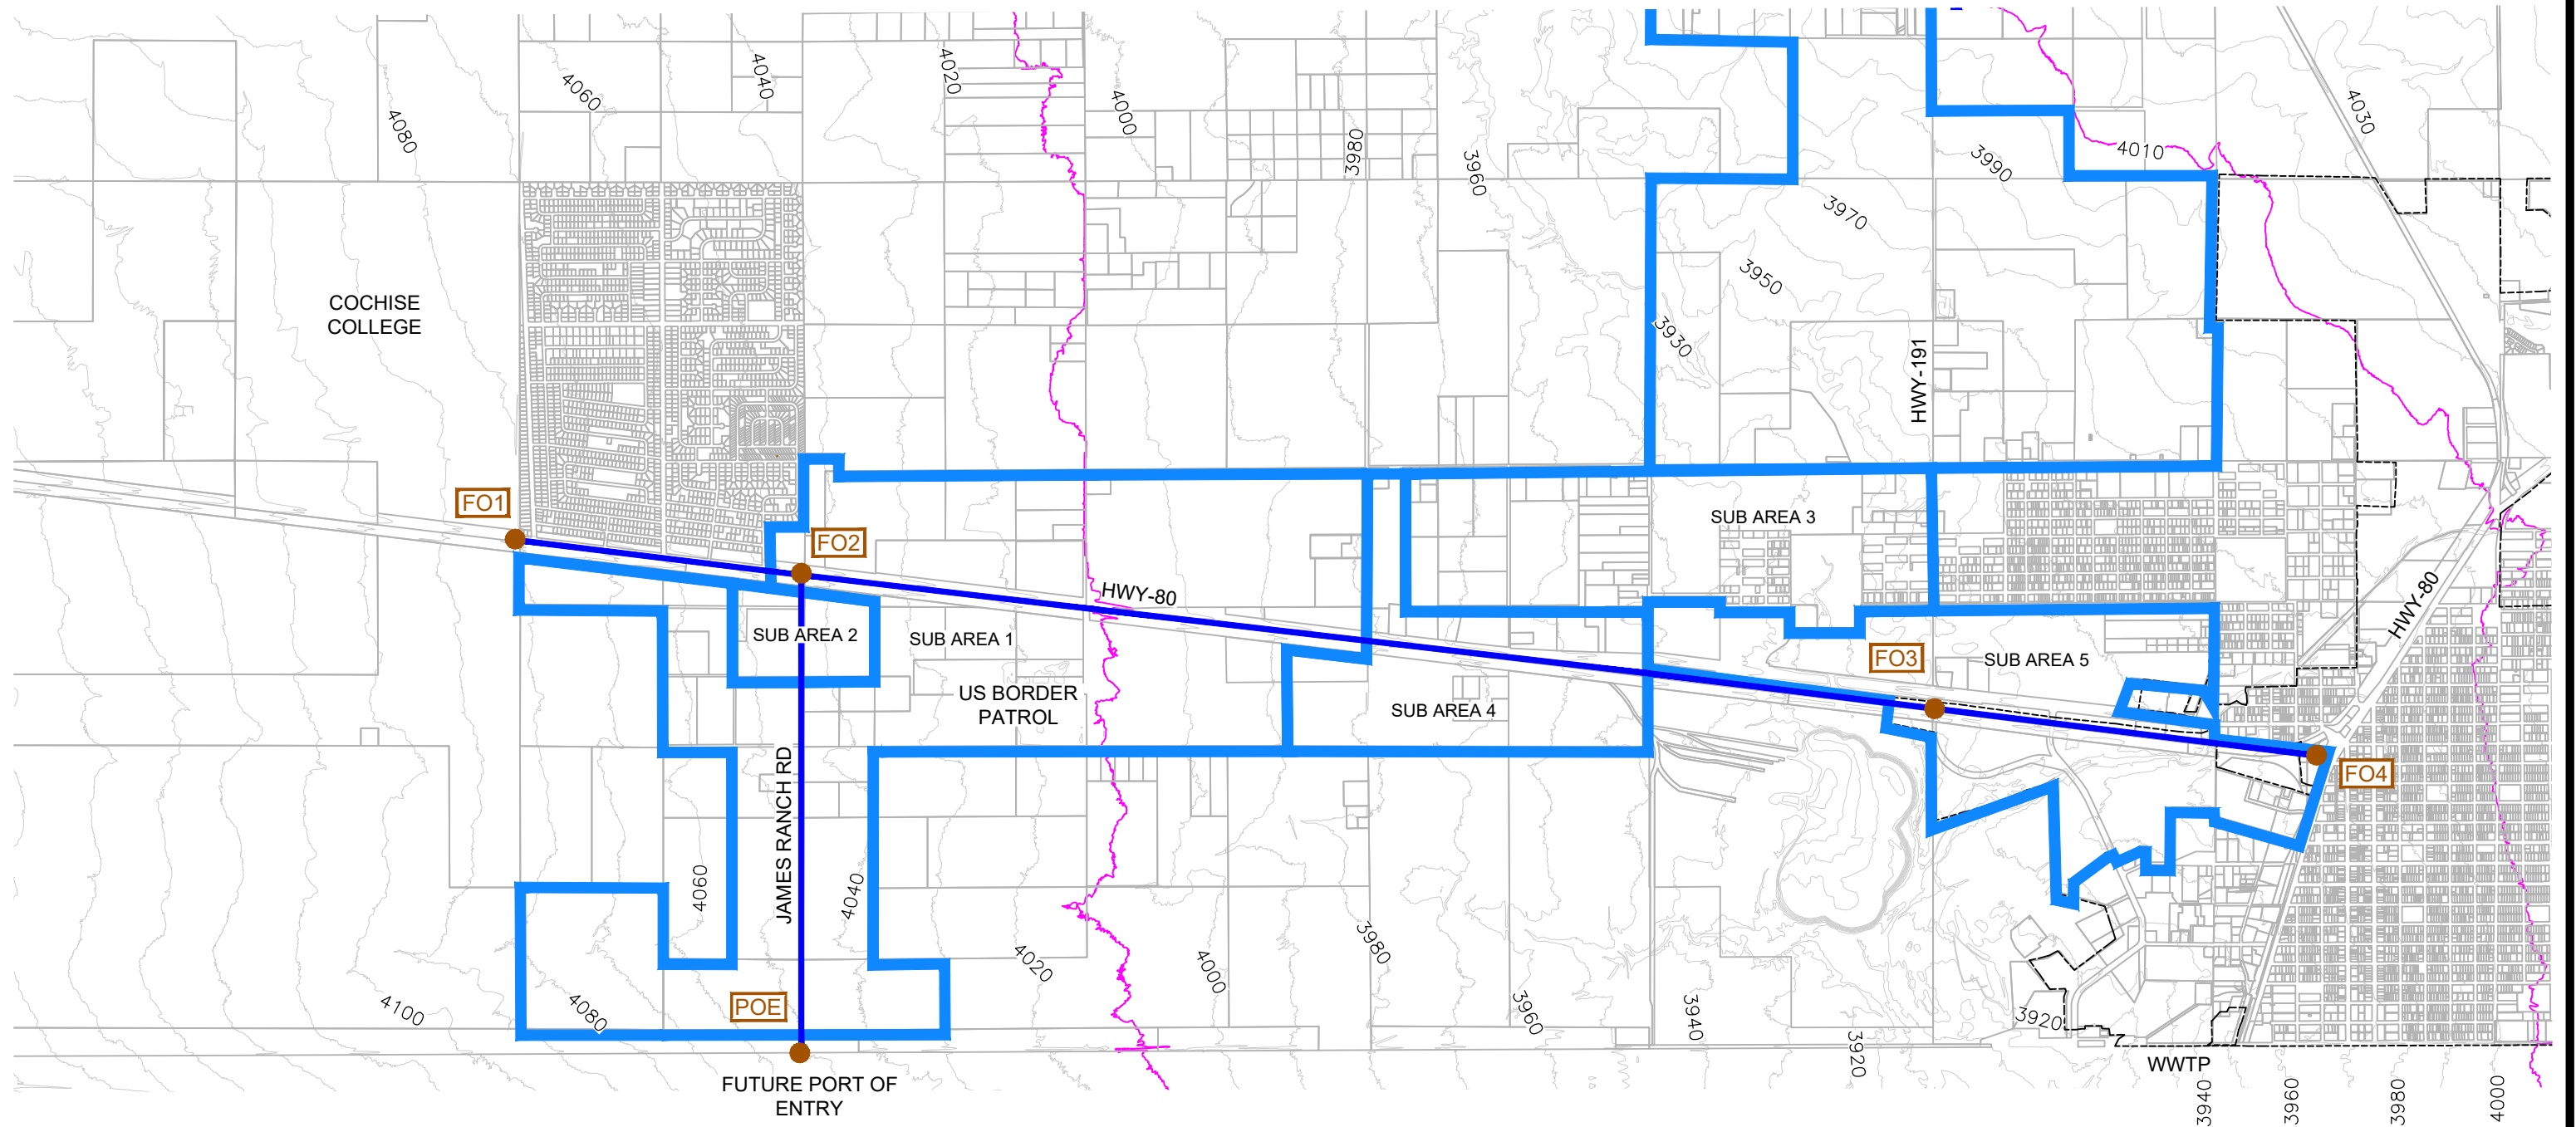 4060
4040
4020
4000
4080
3980
3960
4030
4010
3990
3970
3950
3930
COCHISE
COLLEGE
HWY-191
FO1
FO2
SUB AREA 3
HWY-80
HWY-80
SUB AREA 2
SUB AREA 1
FO3
SUB AREA 5
US BORDER
PATROL
SUB AREA 4
FO4
JAMES RANCH RD
4060
4040
4020
4000
3980
POE
4100
4080
3960
3940
3920
3920
WWTP
FUTURE PORT OF
ENTRY
3940
3960
3980
4000